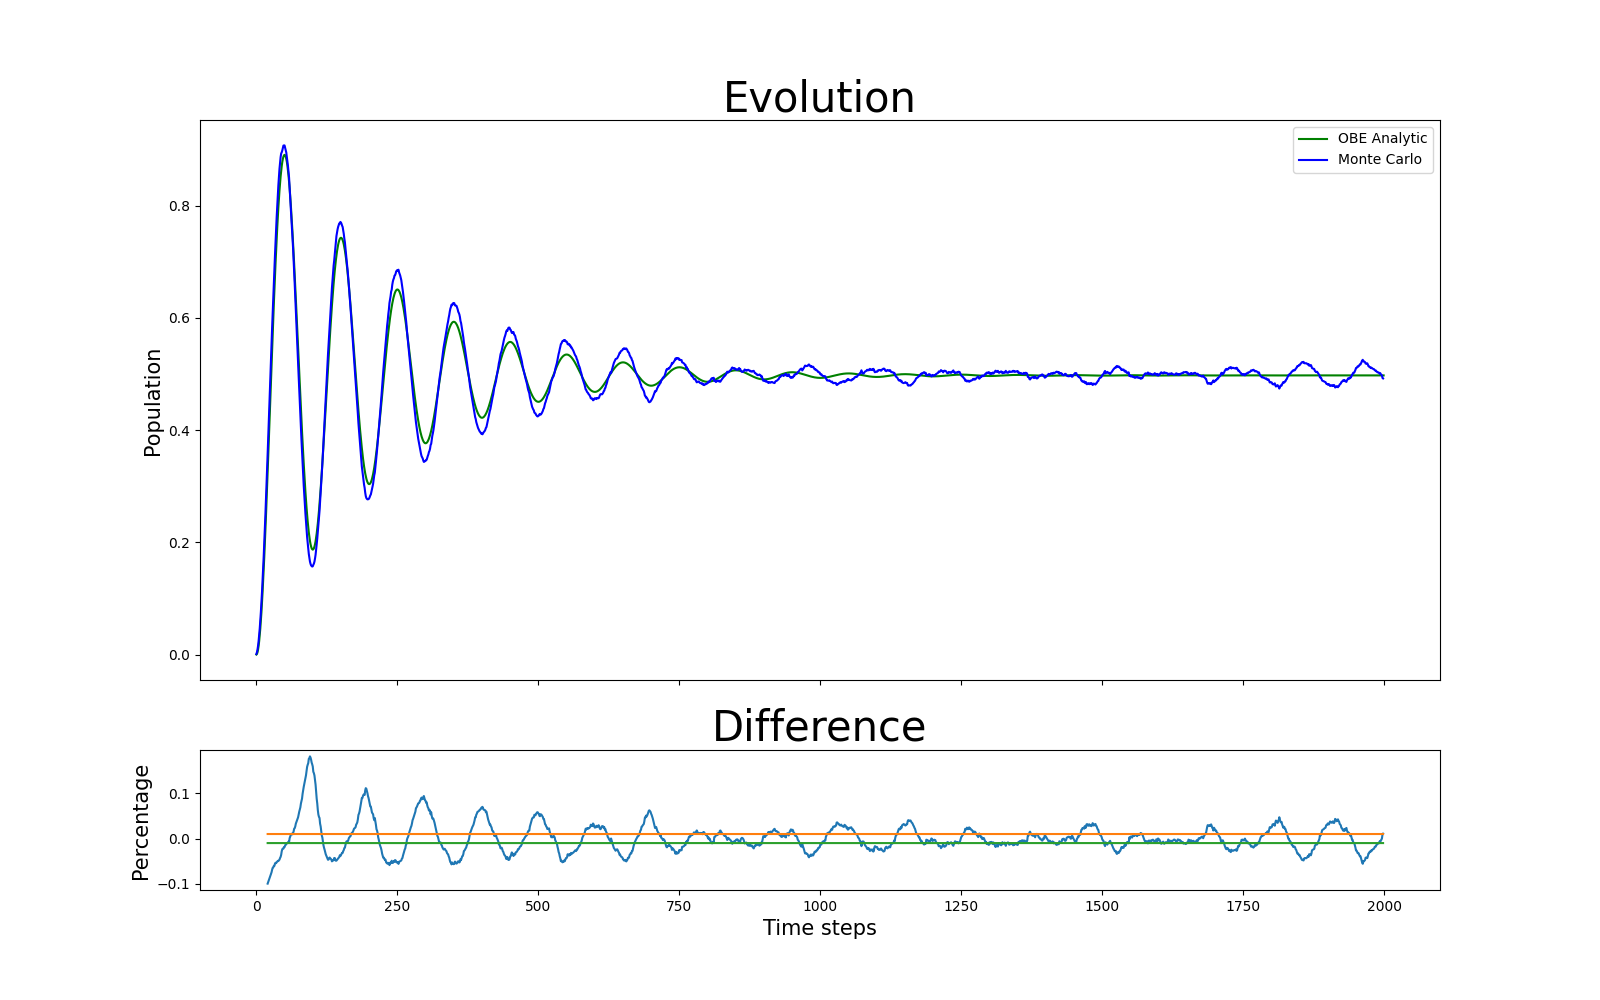 Evolution
OBE Analytic
Monte Carlo
0.8
0.6
0.4
0.2
0.0
Population
Difference
0.1
0.0
−0.1
Percentage
0 250 500 750 1000 1250 1500 1750 2000
Time steps